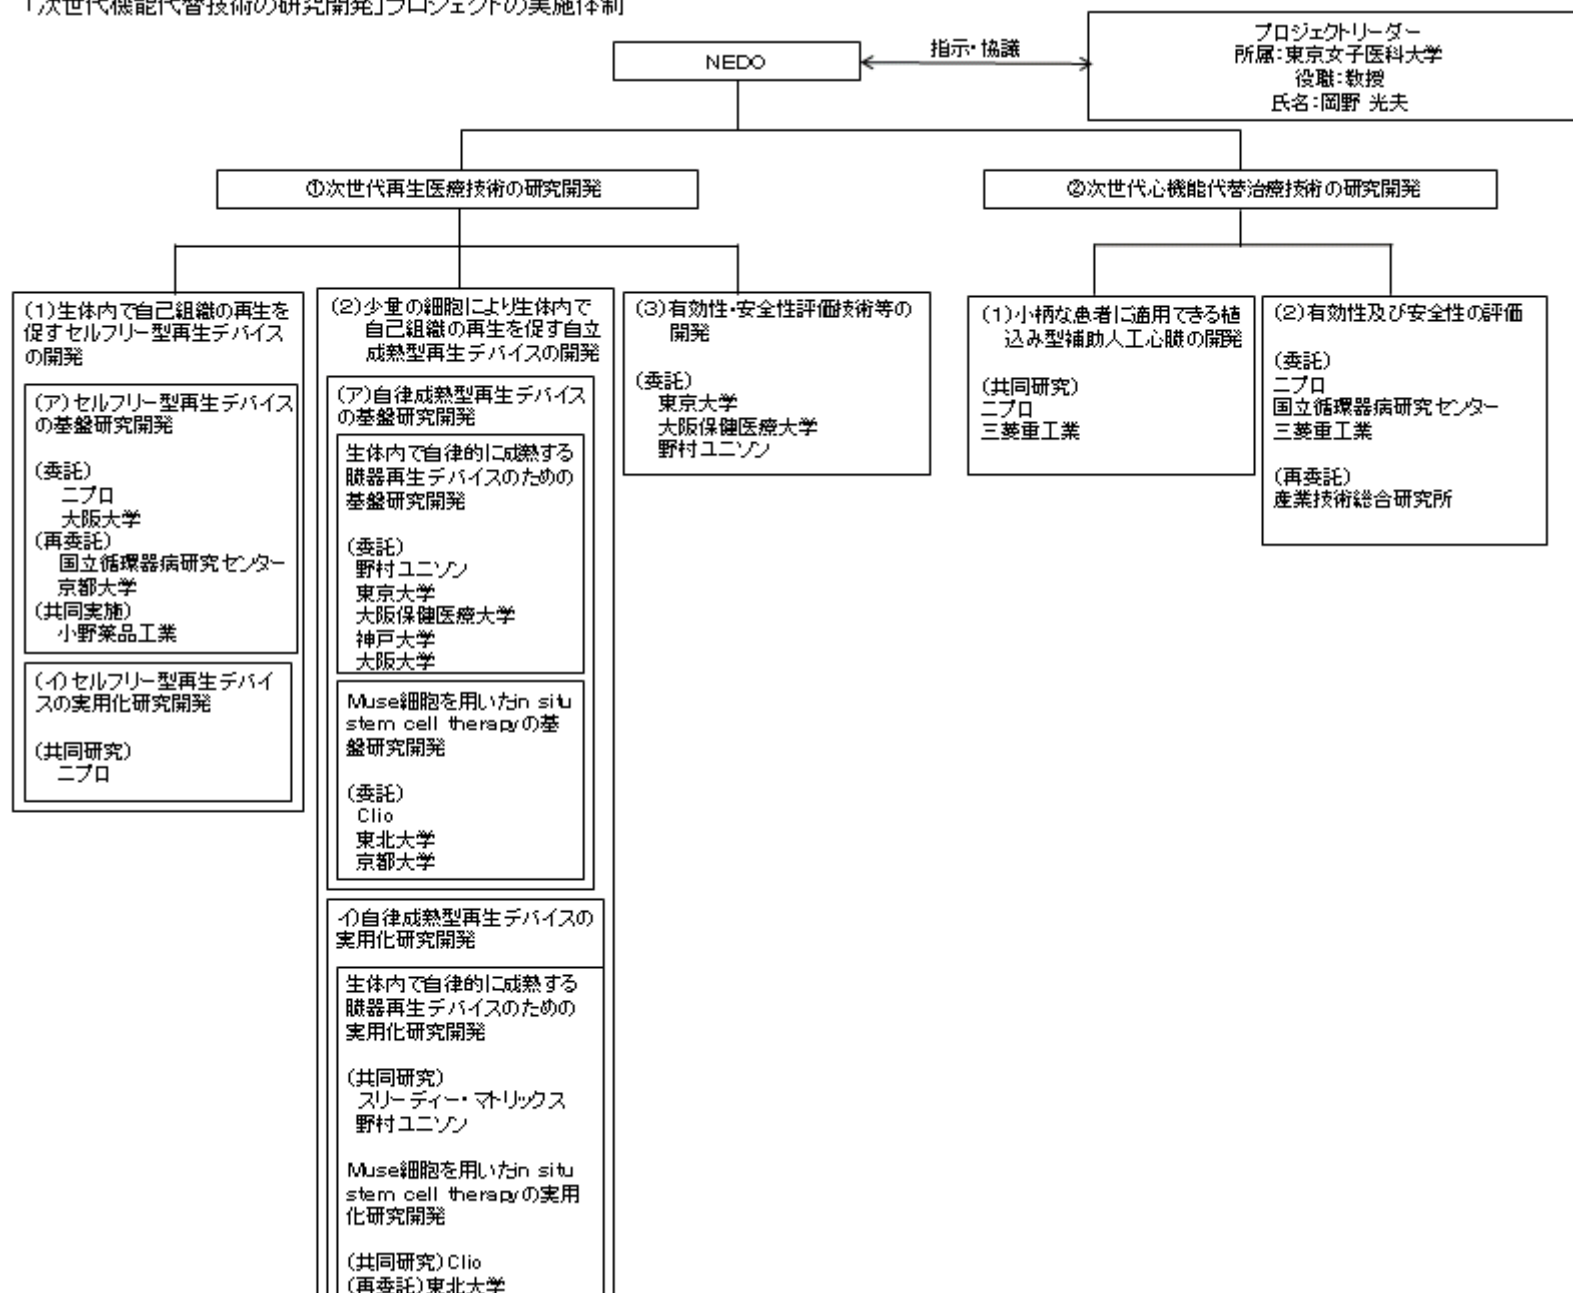 「次世代機能代替技術の研究開発」プロジェクトの実施体制
NEDO
指示・協議
プロジェクトリーダー
所属:東京女子医科大学
役職:教授
氏名:岡野 光夫
①次世代再生医療技術の研究開発
②次世代心機能代替治療技術の研究開発
(1)生体内で自己組織の再生を
促すセルフリー型再生デバイス
の開発
(ア)セルフリー型再生デバイス
の基盤研究開発
(委託)
ニプロ
大阪大学
(再委託)
国立循環器病研究センター
京都大学
(共同実施)
小野薬品工業
(イ)セルフリー型再生デバイ
スの実用化研究開発
(共同研究)
ニプロ
(2)少量の細胞により生体内で
自己組織の再生を促す自立
成熟型再生デバイスの開発
(ア)自律成熟型再生デバイス
の基盤研究開発
生体内で自律的に成熟する
臓器再生デバイスのための
基盤研究開発
(委託)
野村ユニソン
東京大学
大阪保健医療大学
神戸大学
大阪大学
Muse細胞を用いたin situ
stem cell therapyの基
盤研究開発
(委託)
Clio
東北大学
京都大学
イ)自律成熟型再生デバイスの
実用化研究開発
生体内で自律的に成熟する
臓器再生デバイスのための
実用化研究開発
(共同研究)
スリーディー・マトリックス
野村ユニソン
Muse細胞を用いたin situ
stem cell therapyの実用
化研究開発
(共同研究)Clio
(再委託)東北大学
(3)有効性・安全性評価技術等の
開発
(委託)
東京大学
大阪保健医療大学
野村ユニソン
(1)小柄な患者に適用できる植
込み型補助人工心臓の開発
(共同研究)
ニプロ
三菱重工業
(2)有効性及び安全性の評価
(委託)
ニプロ
国立循環器病研究センター
三菱重工業
(再委託)
産業技術総合研究所